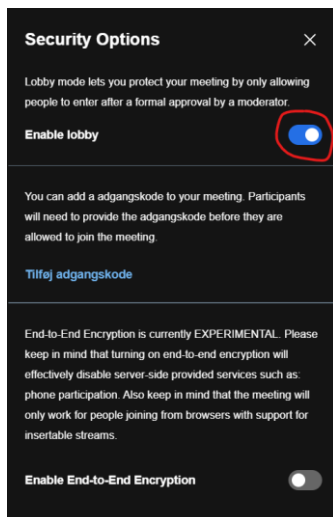 Security Options
Lobby mode lets you protect your meeting by only allowing
people to enter after a formal approval by a moderator.
Enable lobby
You can add a adgangskode to your meeting. Participants
will need to provide the adgangskode before they are
allowed to join the meeting.
Tilføj adgangskode
End-to-End Encryption is currently EXPERIMENTAL. Please
keep in mind that turning on end-to-end encryption will
effectively disable server-side provided services such as:
phone participation. Also keep in mind that the meeting will
only work for people joining from browsers with support for
insertable streams.
Enable End-to-End Encryption